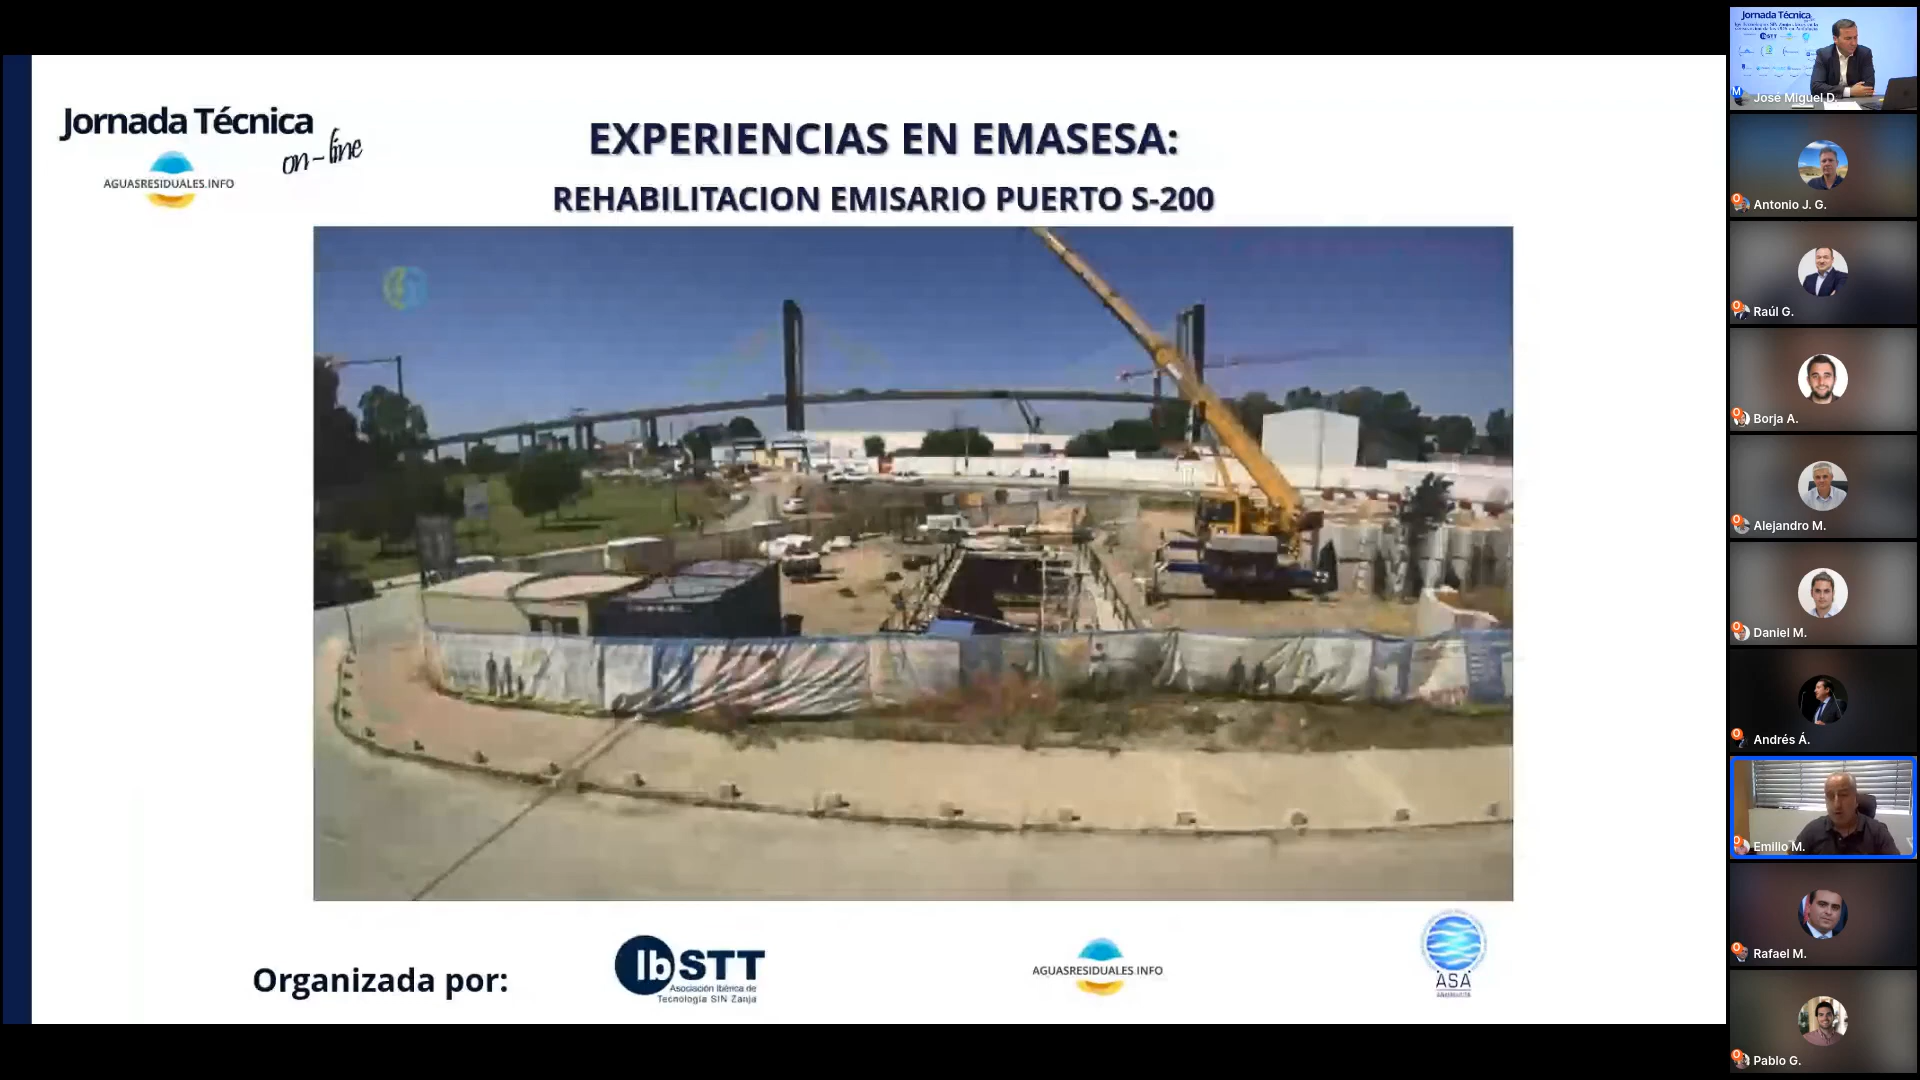 Jornada Técnica
on-line
AGUASRESIDUALES.INFO
EXPERIENCIAS EN EMASESA:
REHABILITACION EMISARIO PUERTO S-200
Organizada por:
IbSTT
Asociación Ibérica de
Tecnología SIN Zanja
AGUASRESIDUALES.INFO
ASA
Jornada Técnica
IbSTT
M
José Miguel D.
O
Antonio J. G.
O
Raúl G.
O
Borja A.
O
Alejandro M.
O
Daniel M.
O
Andrés Á.
O
Emilio M.
O
Rafael M.
O
Pablo G.